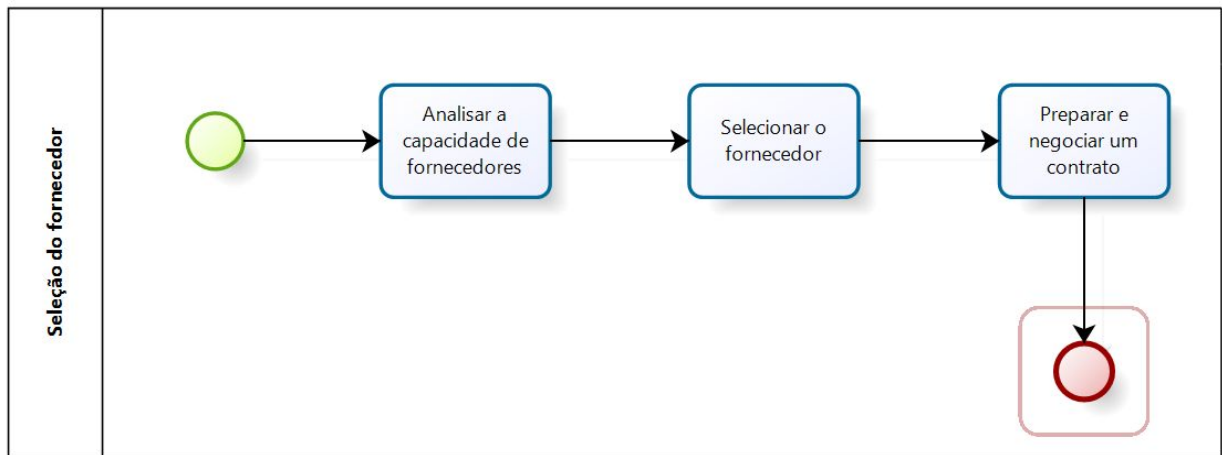 Seleção do fornecedor
Analisar a
capacidade de
fornecedores
Selecionar o
fornecedor
Preparar e
negociar um
contrato